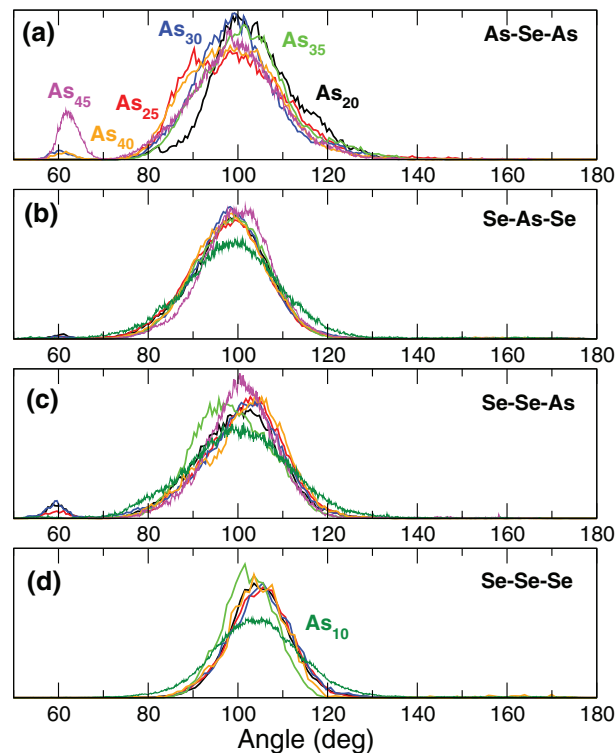 (a)
As-Se-As
As30
As35
As45
As25
As20
As40
60 80 100 120 140 160 180
(b)
Se-As-Se
60 80 100 120 140 160 180
(c)
Se-Se-As
60 80 100 120 140 160 180
(d)
Se-Se-Se
As10
60 80 100 120 140 160 180
Angle (deg)